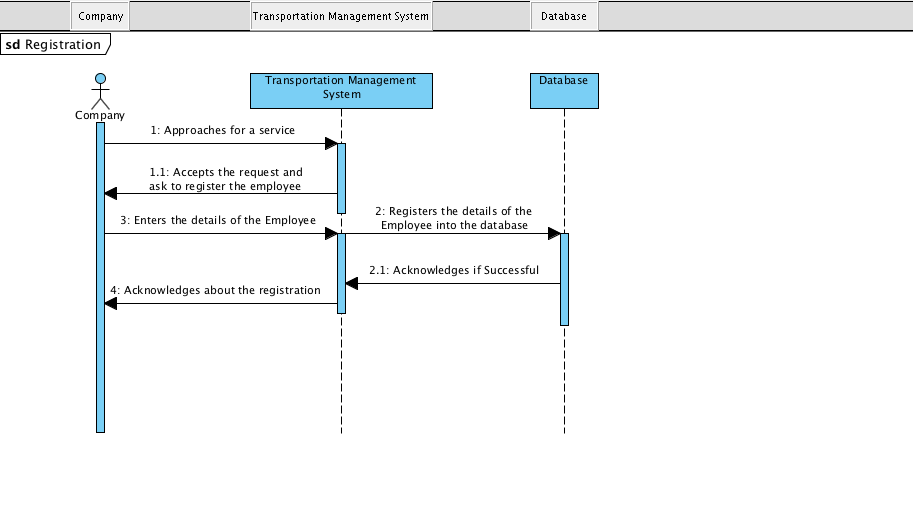 Company
Transportation Management System
Database
sd Registration
Transportation Management
System
Database
Company
1: Approaches for a service
1.1: Accepts the request and
ask to register the employee
3: Enters the details of the Employee
2: Registers the details of the
Employee into the database
2.1: Acknowledges if Successful
4: Acknowledges about the registration